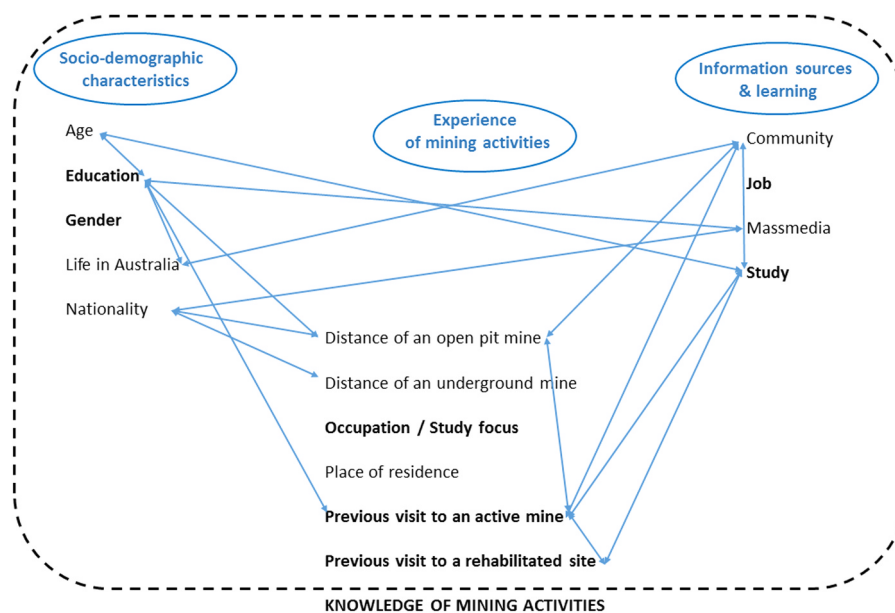 Socio-demographic
characteristics
Age
Education
Gender
Life in Australia
Nationality
Experience
of mining activities
Distance of an open pit mine
Distance of an underground mine
Occupation / Study focus
Place of residence
Previous visit to an active mine
Previous visit to a rehabilitated site
Information sources
& learning
Community
Job
Massmedia
Study
KNOWLEDGE OF MINING ACTIVITIES